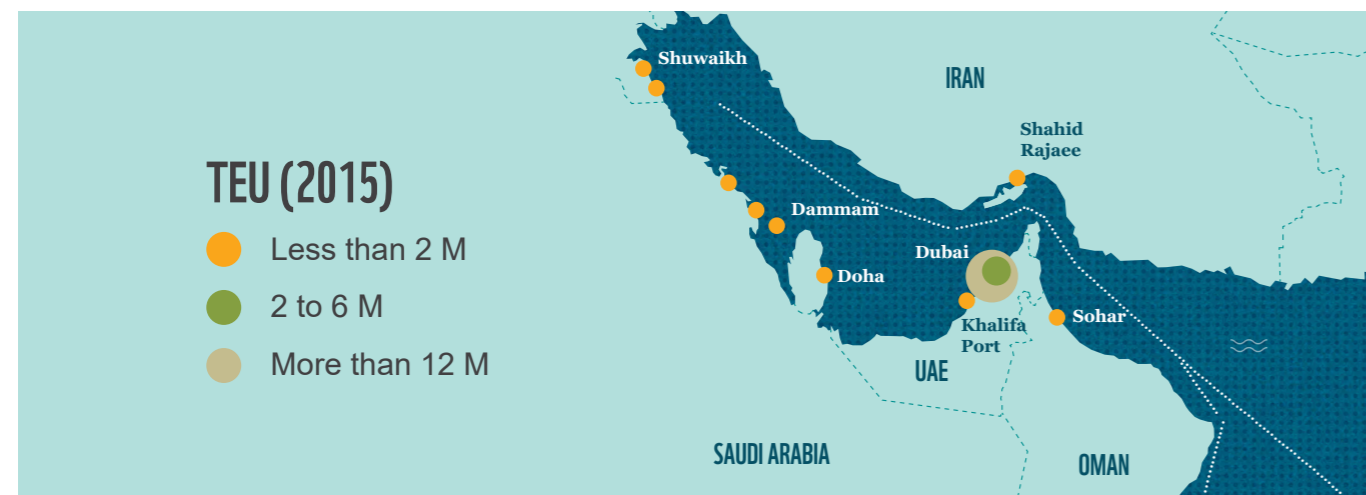 TEU (2015)
Less than 2 M
2 to 6 M
More than 12 M
Shuwaikh
IRAN
Shahid
Rajaee
Dammam
Dubai
Doha
Khalifa
Port
Sohar
UAE
SAUDI ARABIA
OMAN